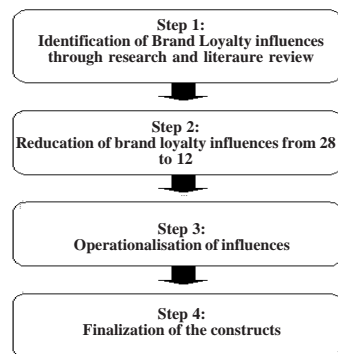 Step 1:
Identification of Brand Loyalty influences
through research and literaure review
Step 2:
Reducation of brand loyalty influences from 28
to 12
Step 3:
Operationalisation of influences
Step 4:
Finalization of the constructs